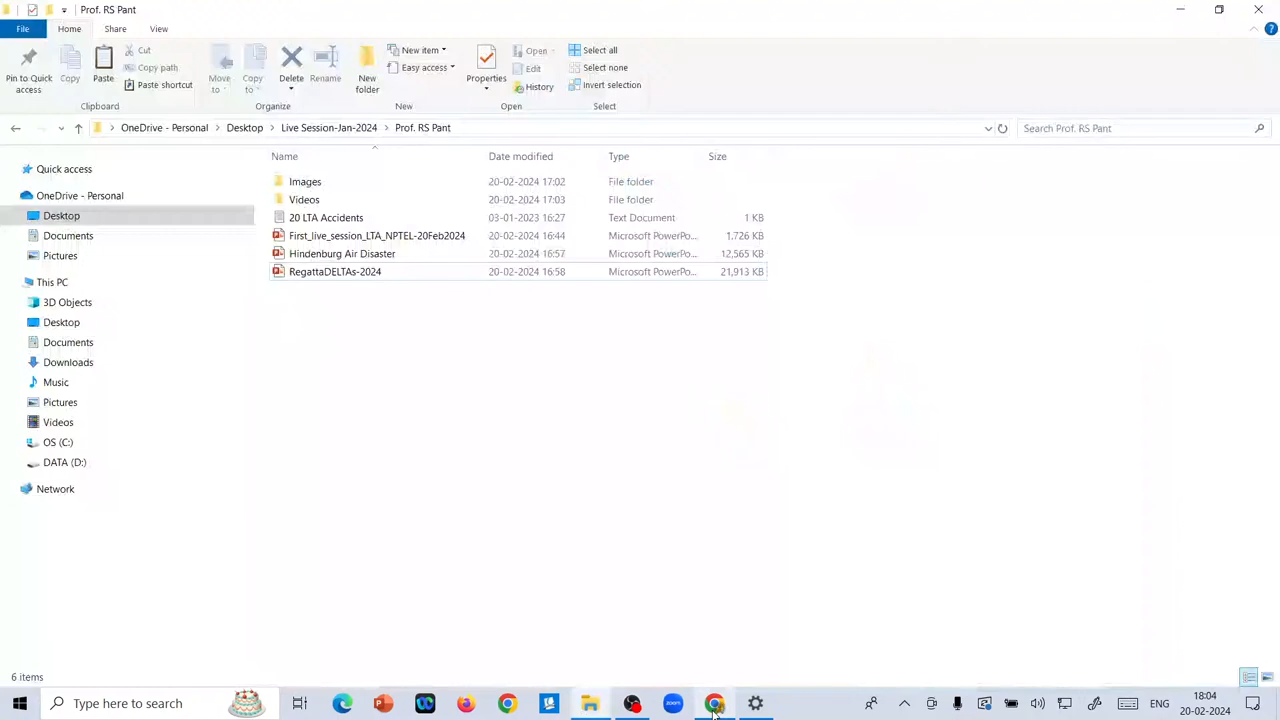 Prof. RS Pant
File Home Share View
Pin to Quick access
Copy
Paste
Cut
Copy path
Paste shortcut
Clipboard
Move to
Copy to
Delete
Rename
Organize
New folder
New item
Easy access
New
Properties
Open
Edit
History
Open
Select all
Select none
Invert selection
Select
OneDrive - Personal Desktop Live Session-Jan-2024 Prof. RS Pant
Search Prof. RS Pant
Quick access
OneDrive - Personal
Desktop
Documents
Pictures
This PC
3D Objects
Desktop
Documents
Downloads
Music
Pictures
Videos
OS (C:)
DATA (D:)
Network
Name Date modified Type Size
Images 20-02-2024 17:02 File folder
Videos 20-02-2024 17:03 File folder
20 LTA Accidents 03-01-2023 16:27 Text Document 1 KB
First_live_session_LTA_NPTEL-20Feb2024 20-02-2024 16:44 Microsoft PowerPo... 1,726 KB
Hindenburg Air Disaster 20-02-2024 16:57 Microsoft PowerPo... 12,565 KB
RegattaDELTAs-2024 20-02-2024 16:58 Microsoft PowerPo... 21,913 KB
6 items
Type here to search
zoom
ENG
18:04
20-02-2024